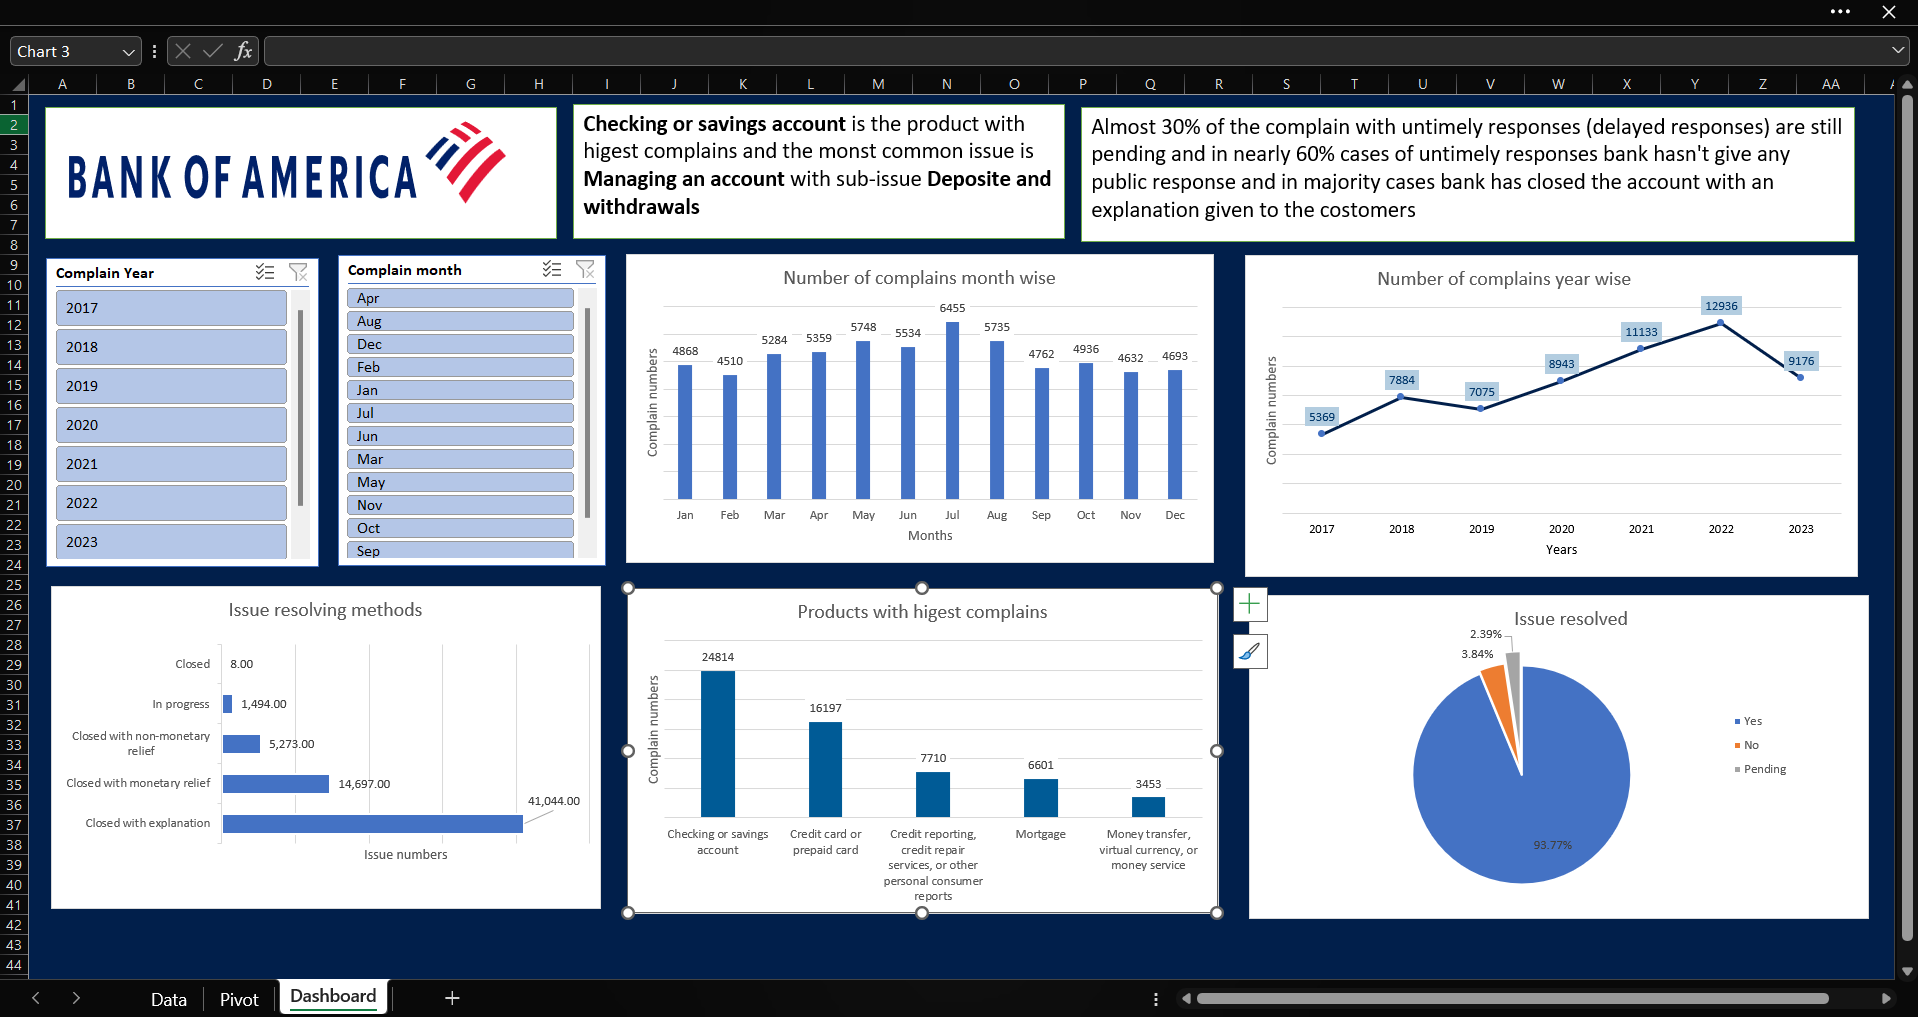 Chart 3
fx
A B C D E F G H I J K L M N O P Q R S T U V W X Y Z AA
1
2
3
4
5
6
7
8
9
10
11
12
13
14
15
16
17
18
19
20
21
22
23
24
25
26
27
28
29
30
31
32
33
34
35
36
37
38
39
40
41
42
43
44
BANK OF AMERICA
Checking or savings account is the product with
higest complains and the monst common issue is
Managing an account with sub-issue Deposite and
withdrawals
Almost 30% of the complain with untimely responses (delayed responses) are still
pending and in nearly 60% cases of untimely responses bank hasn't give any
public response and in majority cases bank has closed the account with an
explanation given to the costomers
Complain Year
2017
2018
2019
2020
2021
2022
2023
Complain month
Apr
Aug
Dec
Feb
Jan
Jul
Jun
Mar
May
Nov
Oct
Sep
Number of complains month wise
Complain numbers
4868 4510 5284 5359 5748 5534 6455 5735 4762 4936 4632 4693
Jan Feb Mar Apr May Jun Jul Aug Sep Oct Nov Dec
Months
Number of complains year wise
Complain numbers
5369 7884 7075 8943 11133 12936 9176
2017 2018 2019 2020 2021 2022 2023
Years
Issue resolving methods
Closed 8.00
In progress 1,494.00
Closed with non-monetary
relief
5,273.00
Closed with monetary relief 14,697.00
41,044.00
Closed with explanation
Issue numbers
Products with higest complains
Complain numbers
24814
16197
7710
6601
3453
Checking or savings
account
Credit card or
prepaid card
Credit reporting,
credit repair
services, or other
personal consumer
reports
Mortgage
Money transfer,
virtual currency, or
money service
Issue resolved
2.39%
3.84%
93.77%
Yes
No
Pending
Data Pivot Dashboard